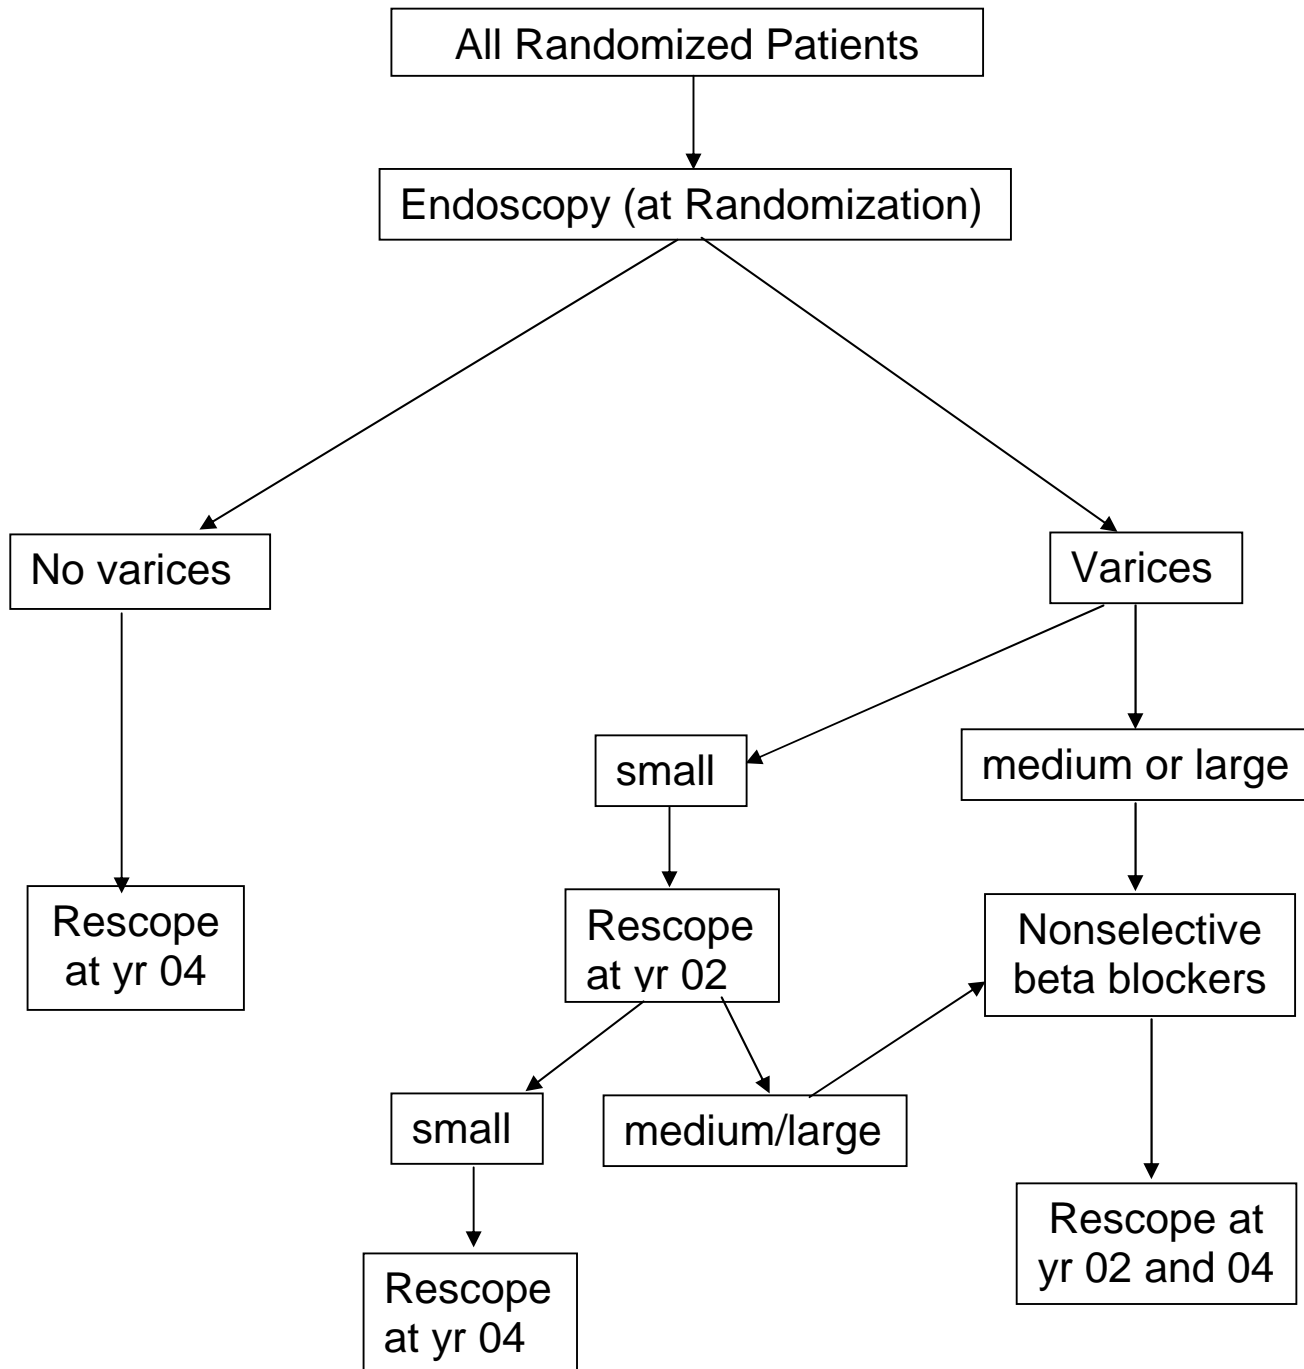 All Randomized Patients
Endoscopy (at Randomization)
No varices
Varices
small
medium or large
Rescope
at yr 04
Rescope
at yr 02
Nonselective
beta blockers
small
medium/large
Rescope at
yr 02 and 04
Rescope
at yr 04